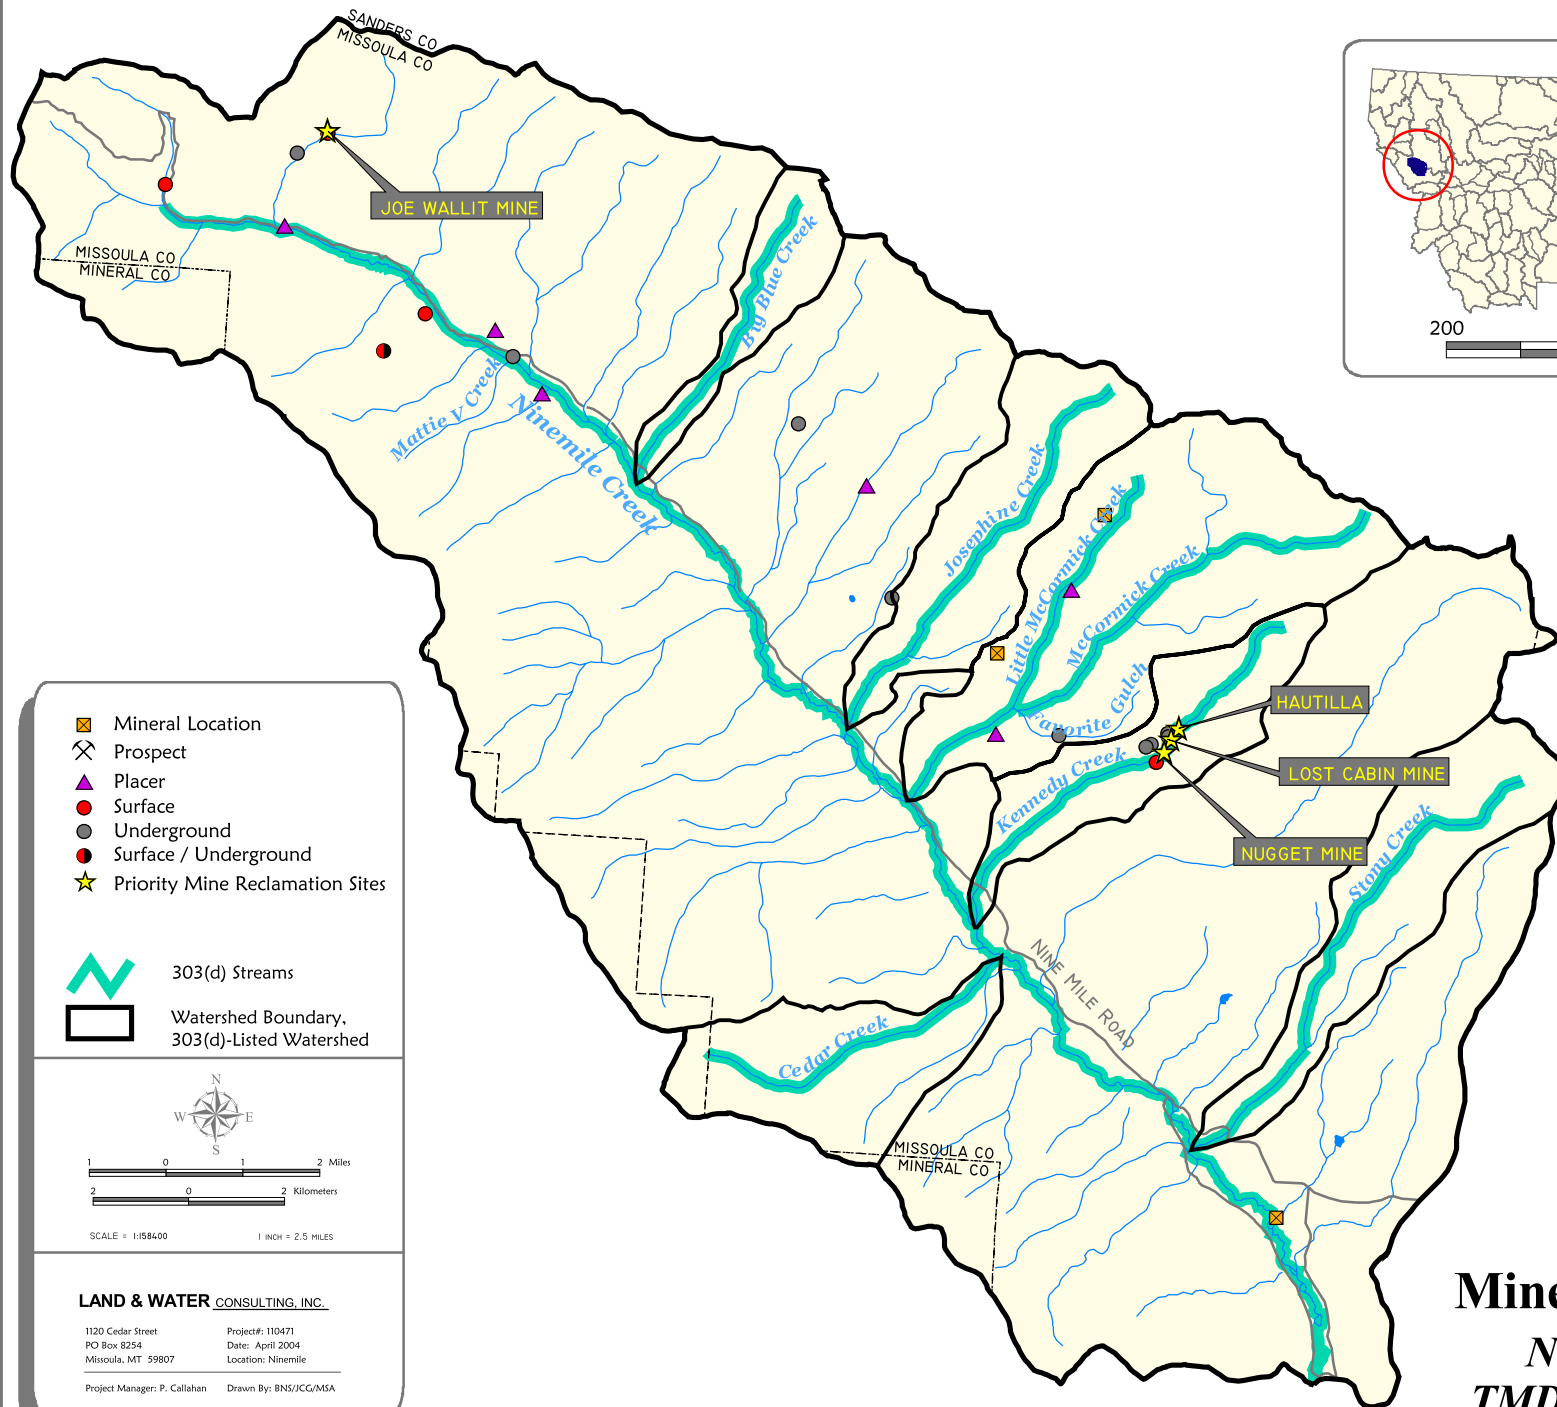 SANDERS CO
MISSOULA CO
JOE WALLIT MINE
MISSOULA CO
MINERAL CO
Big Blue Creek
Mattie V Creek
Ninemile Creek
200
Josephine Creek
Little McCormick Creek
McCormick Creek
Favorite Gulch
HAUTILLA
Kennedy Creek
LOST CABIN MINE
NUGGET MINE
Stony Creek
NINE MILE ROAD
Cedar Creek
MISSOULA CO
MINERAL CO
Mineral Location
Prospect
Placer
Surface
Underground
Surface / Underground
Priority Mine Reclamation Sites
303(d) Streams
Watershed Boundary,
303(d)-Listed Watershed
N
W E
S
1 0 1 2 Miles
2 0 2 Kilometers
SCALE = 1:158400 1 INCH = 2.5 MILES
LAND & WATER CONSULTING, INC.
1120 Cedar Street Project#: 110471
PO Box 8254 Date: April 2004
Missoula, MT 59807 Location: Ninemile
Project Manager: P. Callahan Drawn By: BNS/JCG/MSA
Mine
N
TMD